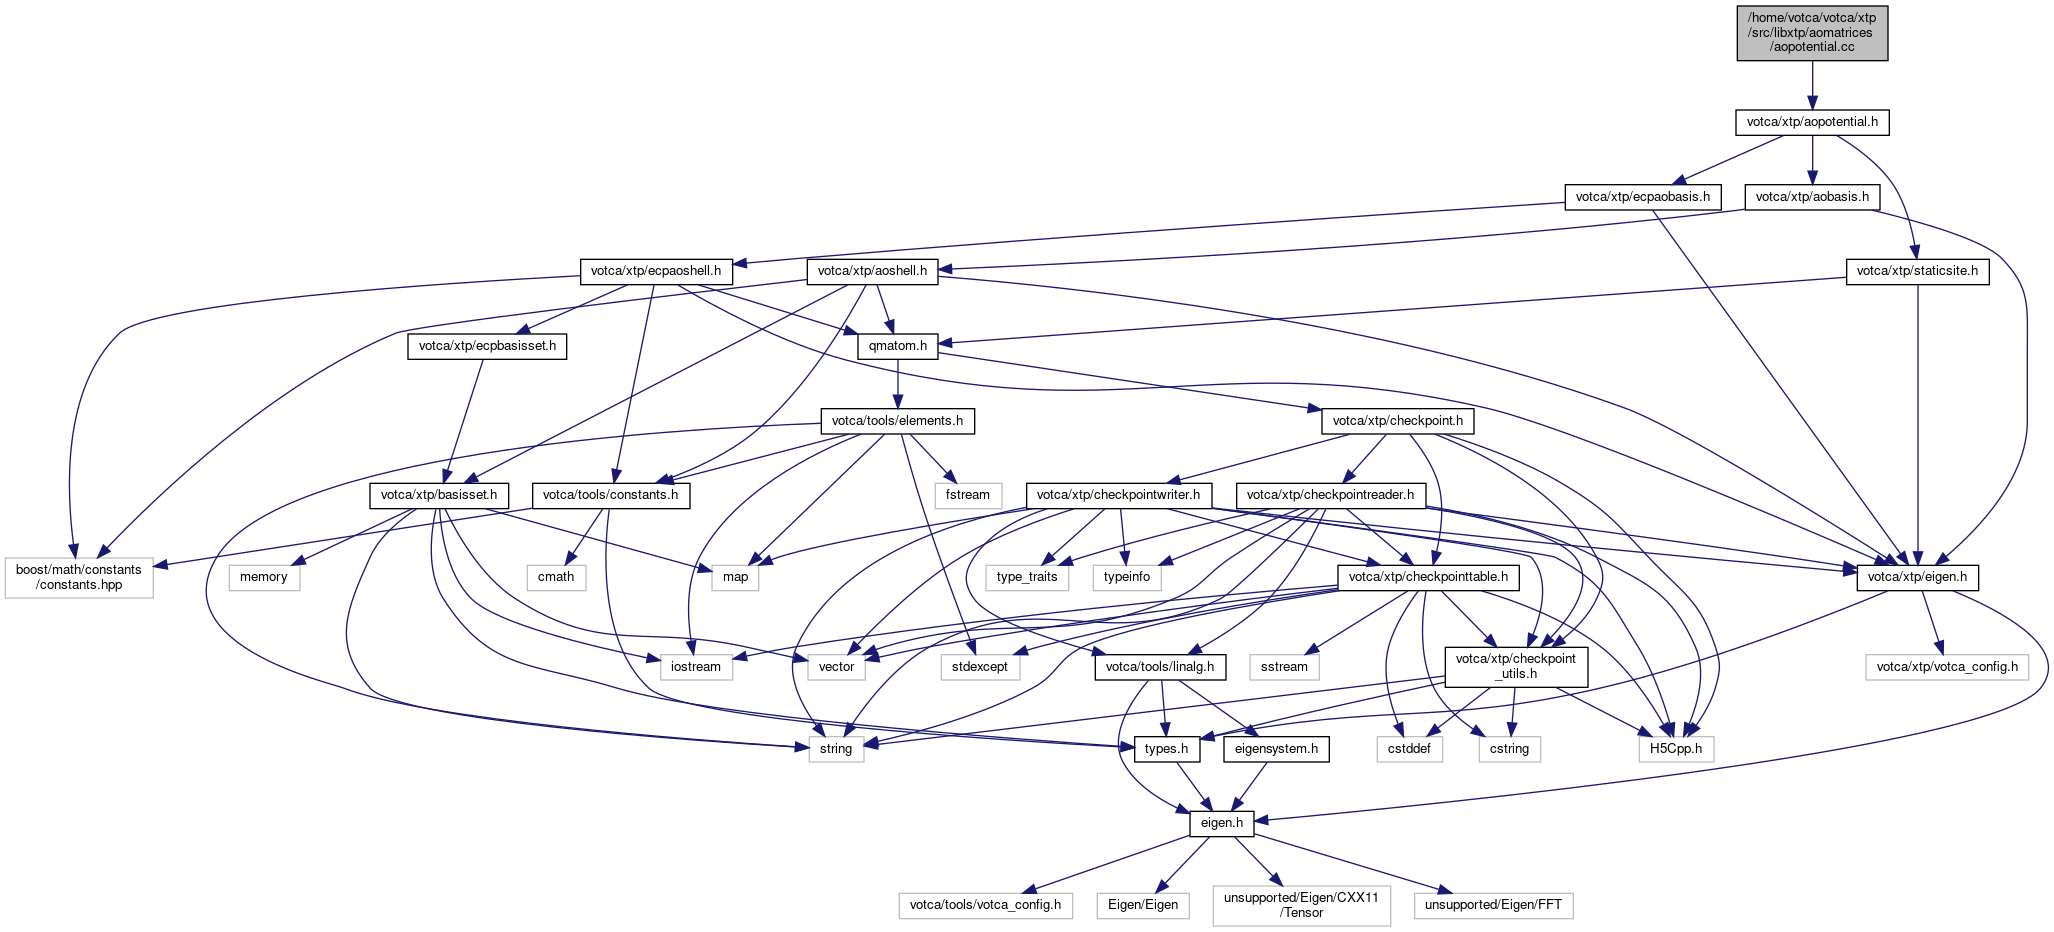 /home/votca/votca/xtp
/src/libxtp/aomatrices
/aopotential.cc
votca/xtp/aopotential.h
votca/xtp/ecpaobasis.h
votca/xtp/aobasis.h
votca/xtp/ecpaoshell.h
votca/xtp/aoshell.h
votca/xtp/staticsite.h
votca/xtp/ecpbasisset.h
qmatom.h
votca/tools/elements.h
votca/xtp/checkpoint.h
votca/xtp/basisset.h
votca/tools/constants.h
fstream
votca/xtp/checkpointwriter.h
votca/xtp/checkpointreader.h
boost/math/constants
/constants.hpp
memory
cmath
map
type_traits
typeinfo
votca/xtp/checkpointtable.h
votca/xtp/eigen.h
iostream
vector
stdexcept
votca/tools/linalg.h
sstream
votca/xtp/checkpoint
_utils.h
votca/xtp/votca_config.h
string
types.h
eigensystem.h
cstddef
cstring
H5Cpp.h
eigen.h
votca/tools/votca_config.h
Eigen/Eigen
unsupported/Eigen/CXX11
/Tensor
unsupported/Eigen/FFT